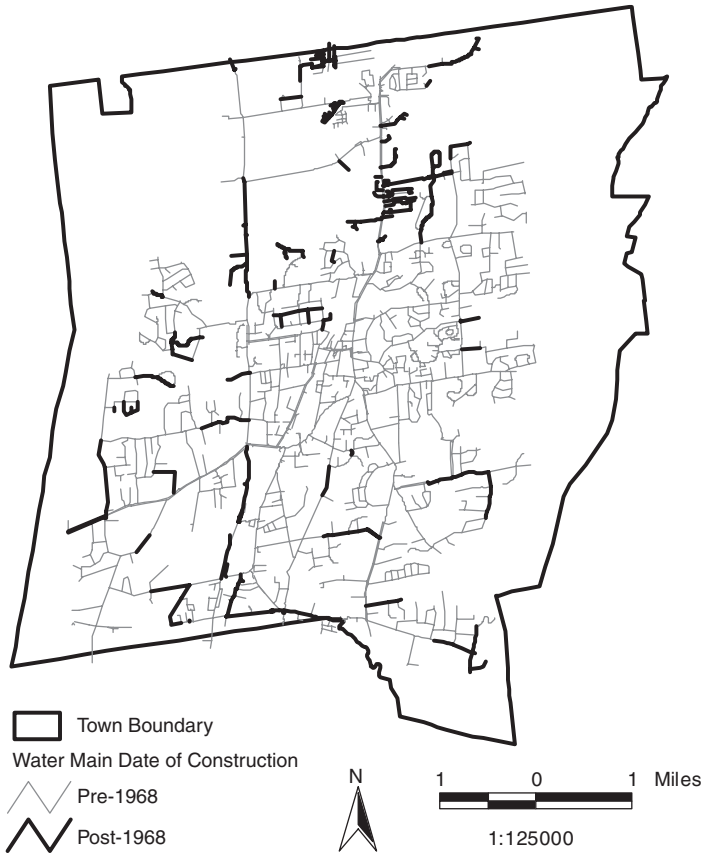 Town Boundary
Water Main Date of Construction
Pre-1968
Post-1968
N
1 0 1 Miles
1:125000